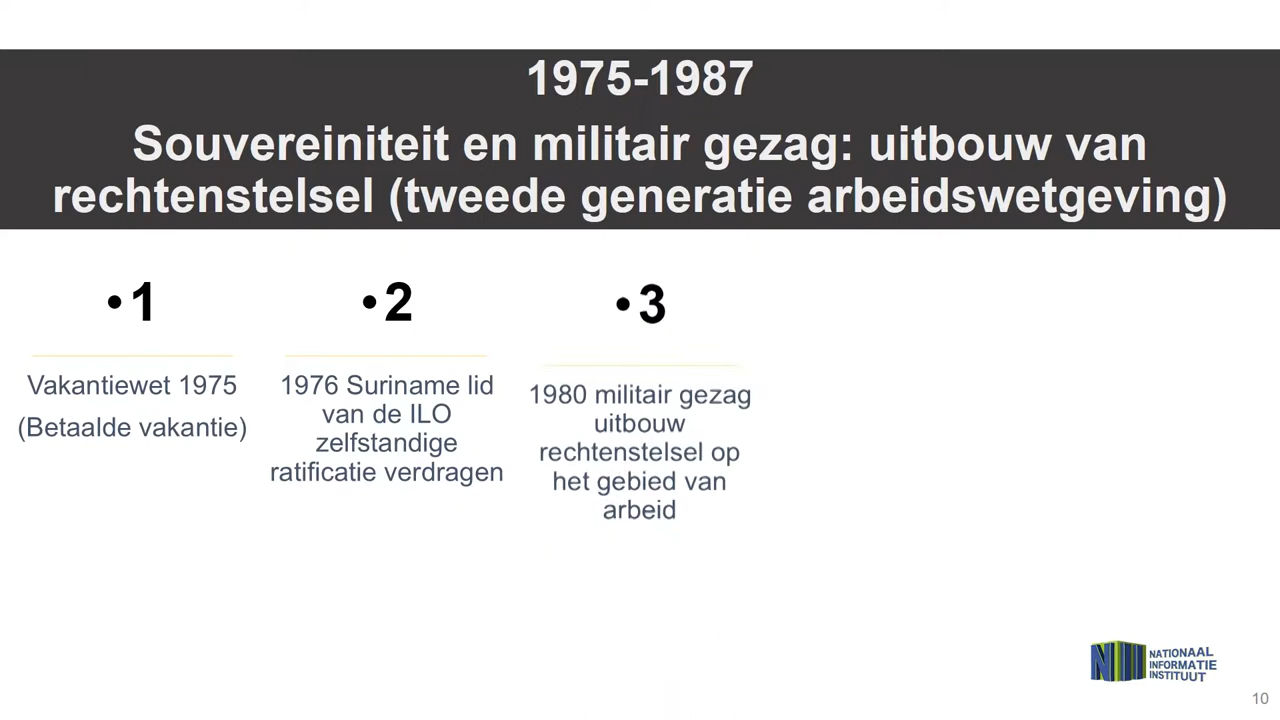 1975-1987
Souvereiniteit en militair gezag: uitbouw van
rechtenstelsel (tweede generatie arbeidswetgeving)
•1
Vakantiewet 1975
(Betaalde vakantie)
•2
1976 Suriname lid
van de ILO
zelfstandige
ratificatie verdragen
•3
1980 militair gezag
uitbouw
rechtenstelsel op
het gebied van
arbeid
NII
NATIONAAL
INFORMATIE
INSTITUUT
10